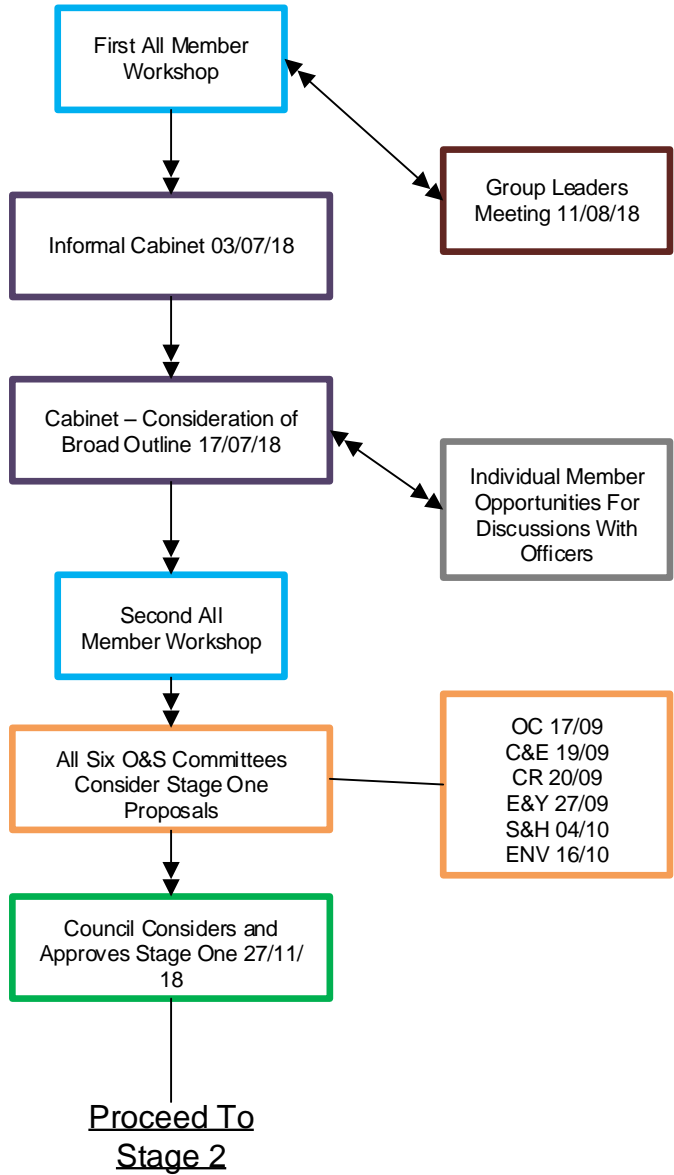 First All Member
Workshop
Group Leaders
Meeting 11/08/18
Informal Cabinet 03/07/18
Cabinet – Consideration of
Broad Outline 17/07/18
Individual Member
Opportunities For
Discussions With
Officers
Second All
Member Workshop
All Six O&S Committees
Consider Stage One
Proposals
OC 17/09
C&E 19/09
CR 20/09
E&Y 27/09
S&H 04/10
ENV 16/10
Council Considers and
Approves Stage One 27/11/
18
Proceed To
Stage 2